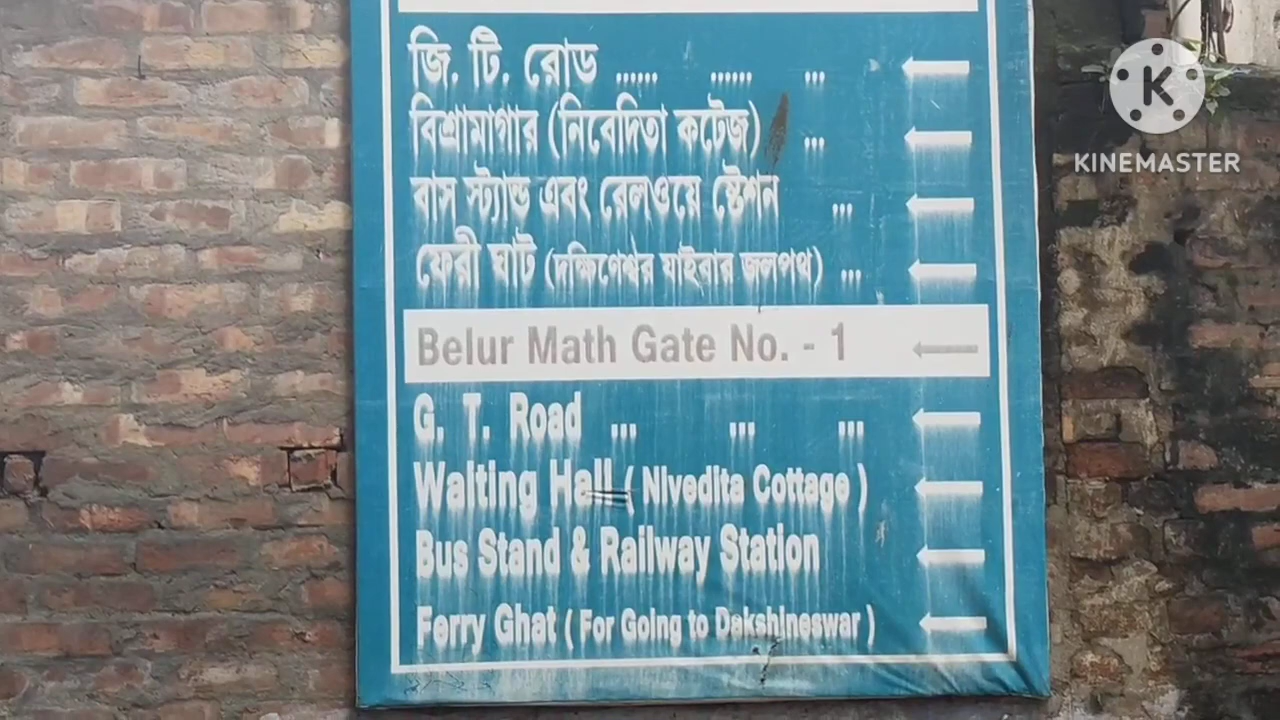 জি. টি. রোড ...... ...... ...
বিশ্রামাগার (নিবেদিতা কটেজ) ...
বাস স্ট্যান্ড এবং রেলওয়ে স্টেশন ...
ফেরী ঘাট (দক্ষিণেশ্বর যাইবার জলপথ) ...
Belur Math Gate No. - 1
G. T. Road ... ... ...
Waiting Hall ( Nivedita Cottage )
Bus Stand & Railway Station
Ferry Ghat ( For Going to Dakshineswar )
K
KINEMASTER